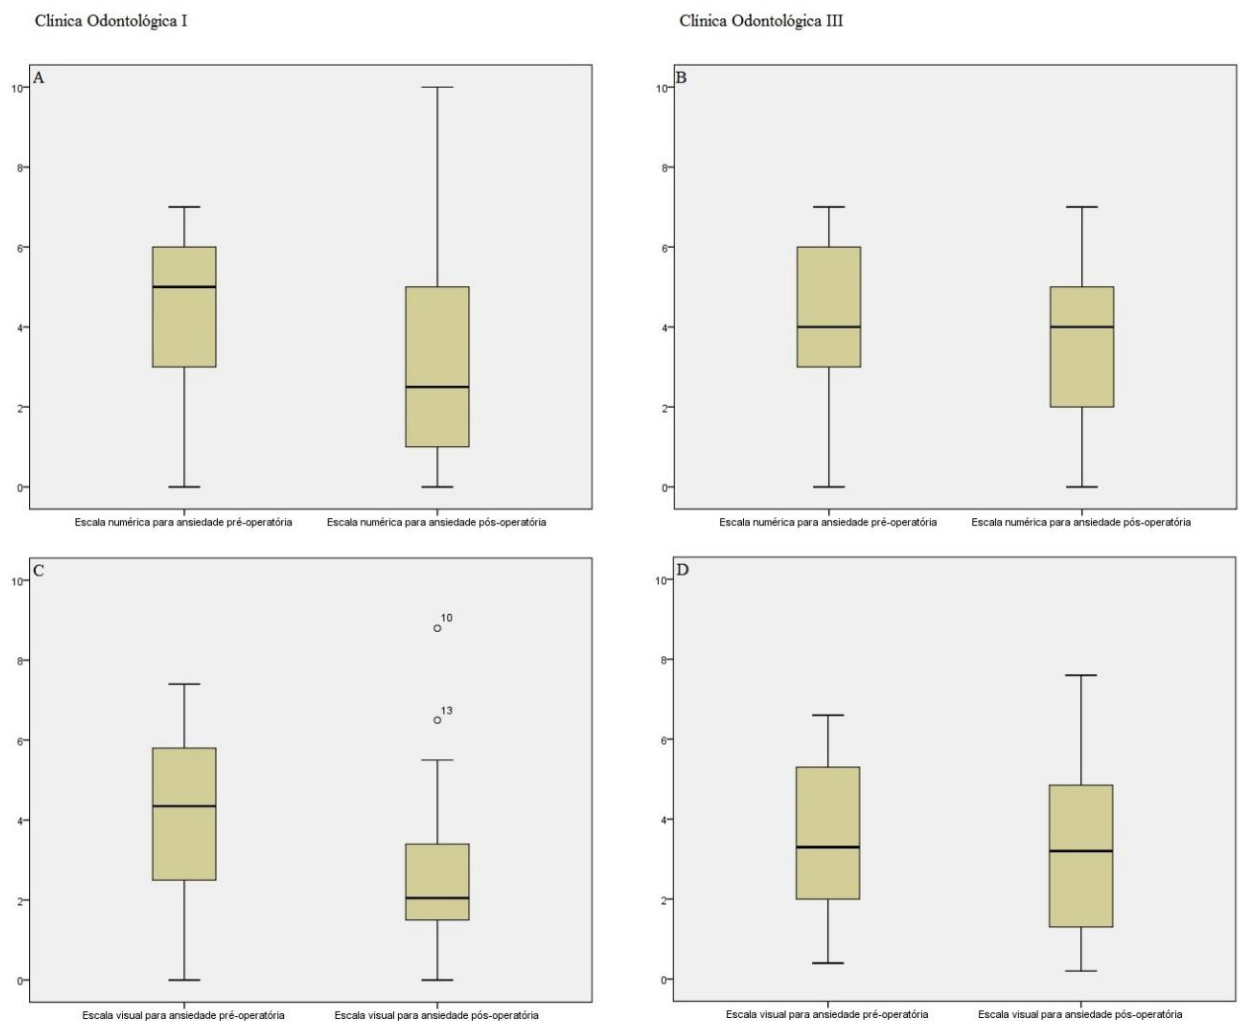 Clínica Odontológica I
Clínica Odontológica III
A
10
8
6
4
2
0
Escala numérica para ansiedade pré-operatória
Escala numérica para ansiedade pós-operatória
B
10
8
6
4
2
0
Escala numérica para ansiedade pré-operatória
Escala numérica para ansiedade pós-operatória
C
10
8
6
4
2
0
10
13
Escala visual para ansiedade pré-operatória
Escala visual para ansiedade pós-operatória
D
10
8
6
4
2
0
Escala visual para ansiedade pré-operatória
Escala visual para ansiedade pós-operatória